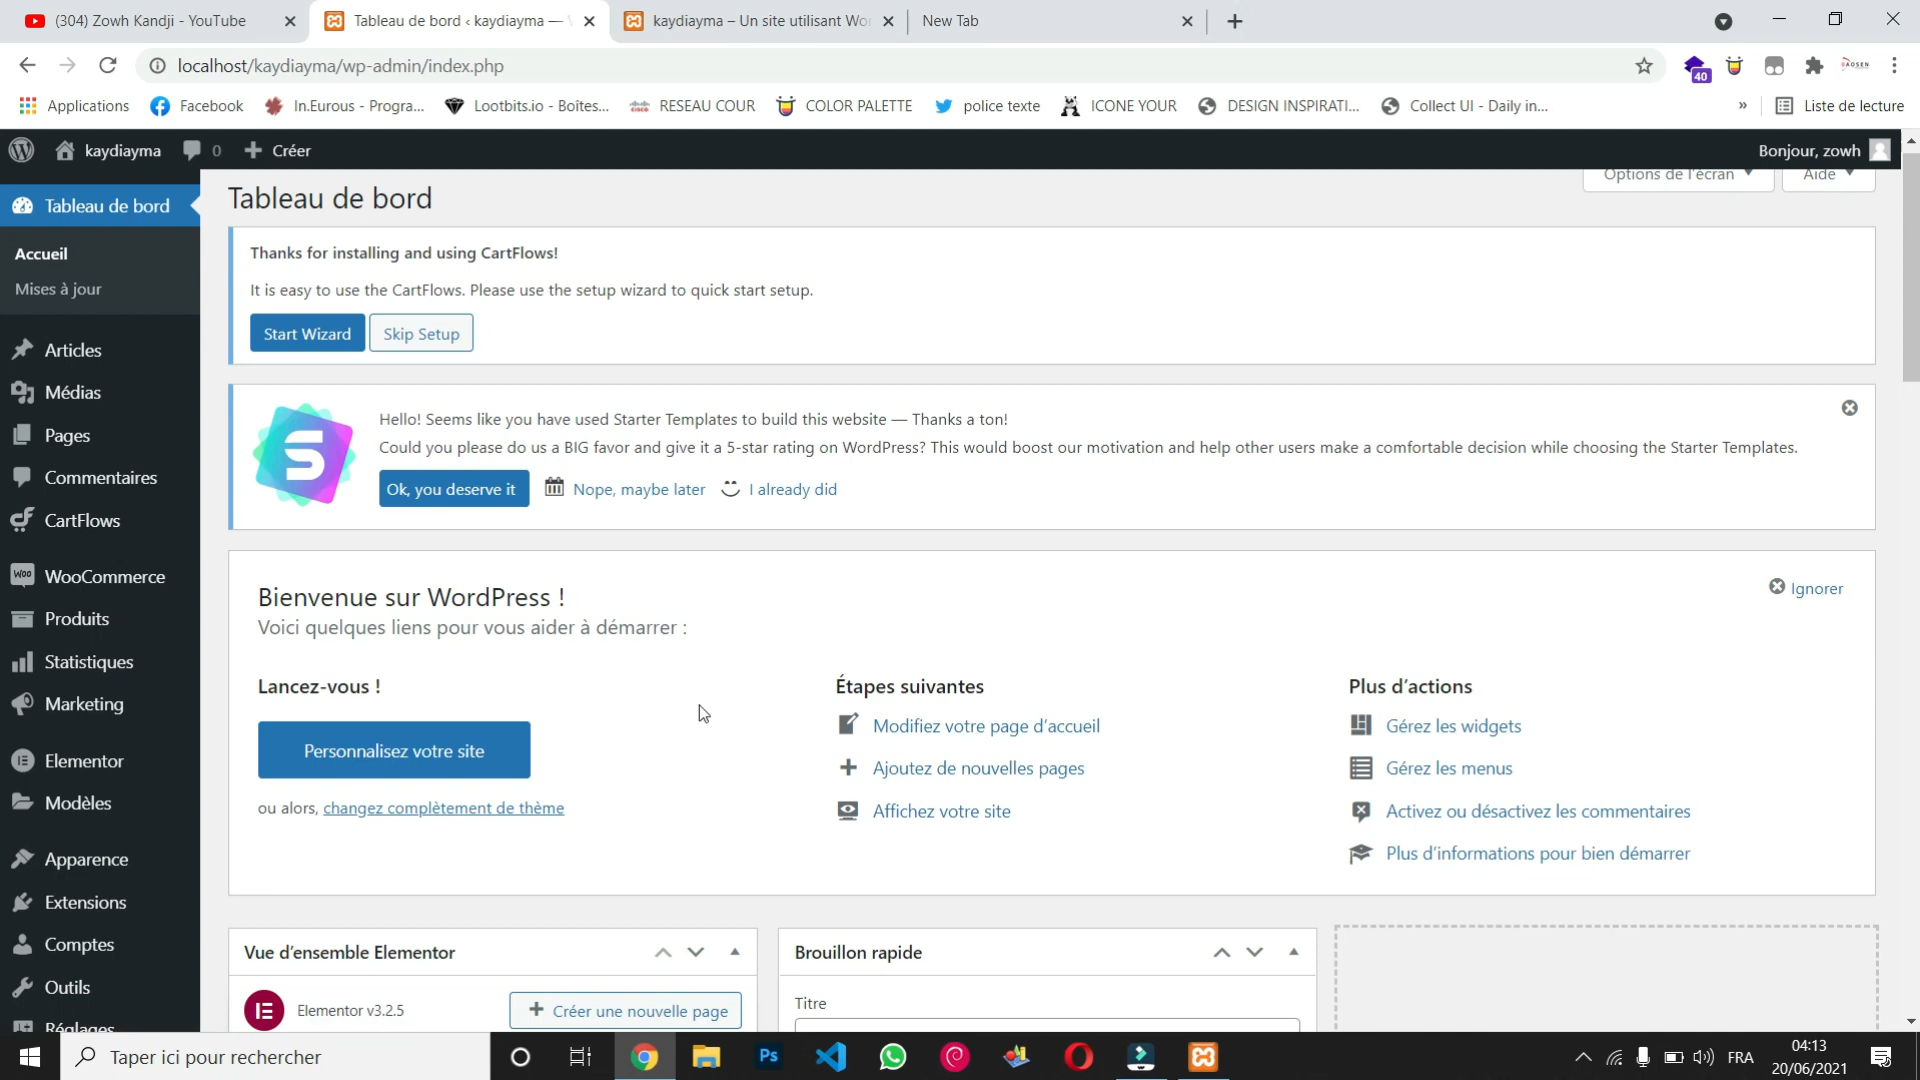 (304) Zowh Kandji - YouTube
Tableau de bord ‹ kaydiayma —
kaydiayma – Un site utilisant Wor
New Tab
localhost/kaydiayma/wp-admin/index.php
40
Applications
Facebook
In.Eurous - Progra...
Lootbits.io - Boîtes...
RESEAU COUR
COLOR PALETTE
police texte
ICONE YOUR
DESIGN INSPIRATI...
Collect UI - Daily in...
»
Liste de lecture
kaydiayma
0
Créer
Bonjour, zowh
Tableau de bord
Accueil
Mises à jour
Articles
Médias
Pages
Commentaires
CartFlows
WooCommerce
Produits
Statistiques
Marketing
Elementor
Modèles
Apparence
Extensions
Comptes
Outils
Réglages
Options de l'écran
Aide
Tableau de bord
Thanks for installing and using CartFlows!
It is easy to use the CartFlows. Please use the setup wizard to quick start setup.
Start Wizard
Skip Setup
Hello! Seems like you have used Starter Templates to build this website — Thanks a ton!
Could you please do us a BIG favor and give it a 5-star rating on WordPress? This would boost our motivation and help other users make a comfortable decision while choosing the Starter Templates.
Ok, you deserve it
Nope, maybe later
I already did
Bienvenue sur WordPress !
Ignorer
Voici quelques liens pour vous aider à démarrer :
Lancez-vous !
Personnalisez votre site
ou alors, changez complètement de thème
Étapes suivantes
Modifiez votre page d’accueil
Ajoutez de nouvelles pages
Affichez votre site
Plus d’actions
Gérez les widgets
Gérez les menus
Activez ou désactivez les commentaires
Plus d’informations pour bien démarrer
Vue d’ensemble Elementor
Elementor v3.2.5
Créer une nouvelle page
Brouillon rapide
Titre
Taper ici pour rechercher
Ps
FRA
04:13
20/06/2021